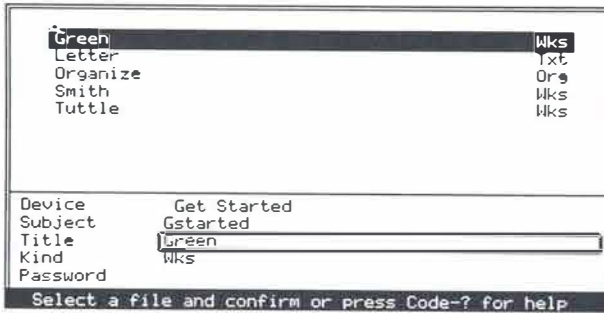 Green Wks
Letter Txt
Organize Org
Smith Wks
Tuttle Wks
Device Get Started
Subject Gstarted
Title Green
Kind Wks
Password
Select a file and confirm or press Code-? for help